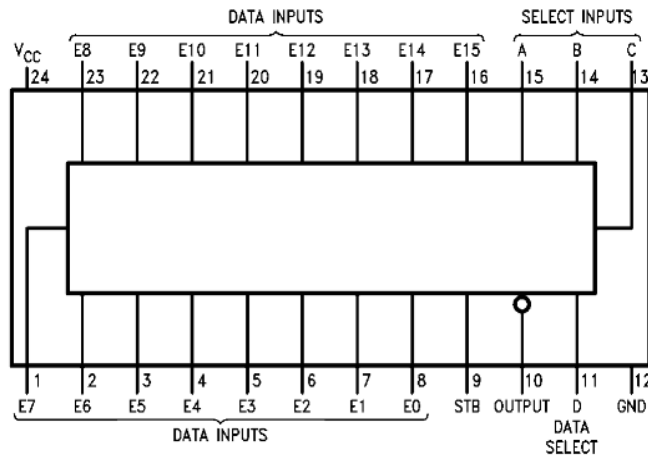 DATA INPUTS SELECT INPUTS
VCC E8 E9 E10 E11 E12 E13 E14 E15 A B C
24 23 22 21 20 19 18 17 16 15 14 13
1 2 3 4 5 6 7 8 9 10 11 12
E7 E6 E5 E4 E3 E2 E1 E0 STB OUTPUT D GND
DATA INPUTS DATA
SELECT